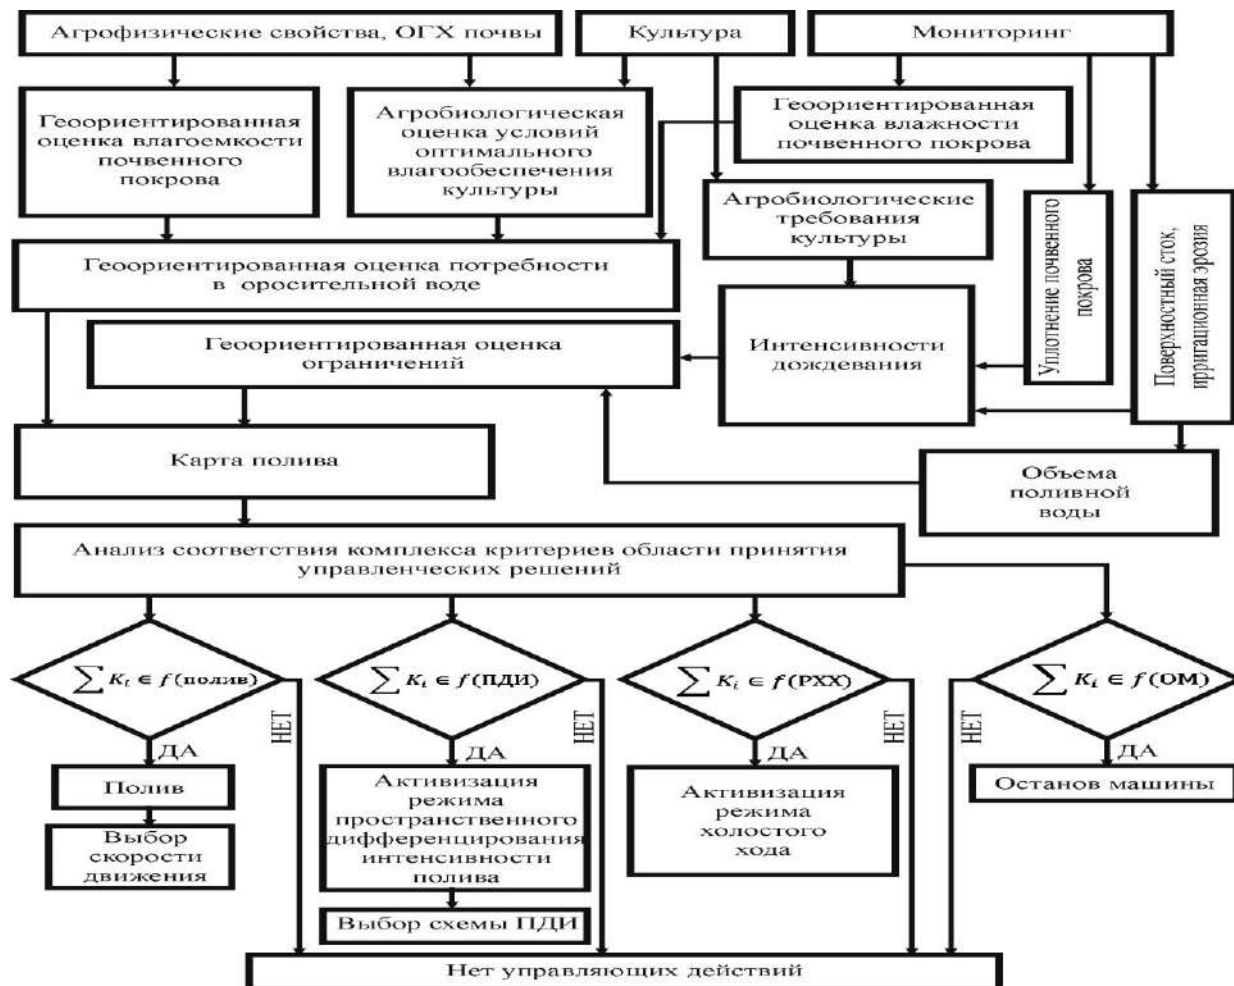 Агрофизические свойства, ОГХ почвы
Культура
Мониторинг
Геоориентированная
оценка влагоемкости
почвенного
покрова
Агробиологическая
оценка условий
оптимального
влагообеспечения
культуры
Геоориентированная
оценка влажности
почвенного покрова
Агробиологические
требования
культуры
Уплотнение почвенного
покрова
Поверхностный сток,
ирригационная эрозия
Геоориентированная оценка потребности
в оросительной воде
Геоориентированная оценка
ограничений
Интенсивности
дождевания
Карта полива
Объема
поливной
воды
Анализ соответствия комплекса критериев области принятия
управленческих решений
∑ K_i ∈ f(полив)
∑ K_i ∈ f(ПДИ)
∑ K_i ∈ f(РХХ)
∑ K_i ∈ f(ОМ)
НЕТ
НЕТ
НЕТ
НЕТ
ДА
ДА
ДА
ДА
Полив
Выбор
скорости
движения
Активизация
режима
пространственного
дифференцирования
интенсивности
полива
Выбор схемы ПДИ
Активизация
режима
холостого
хода
Останов машины
Нет управляющих действий